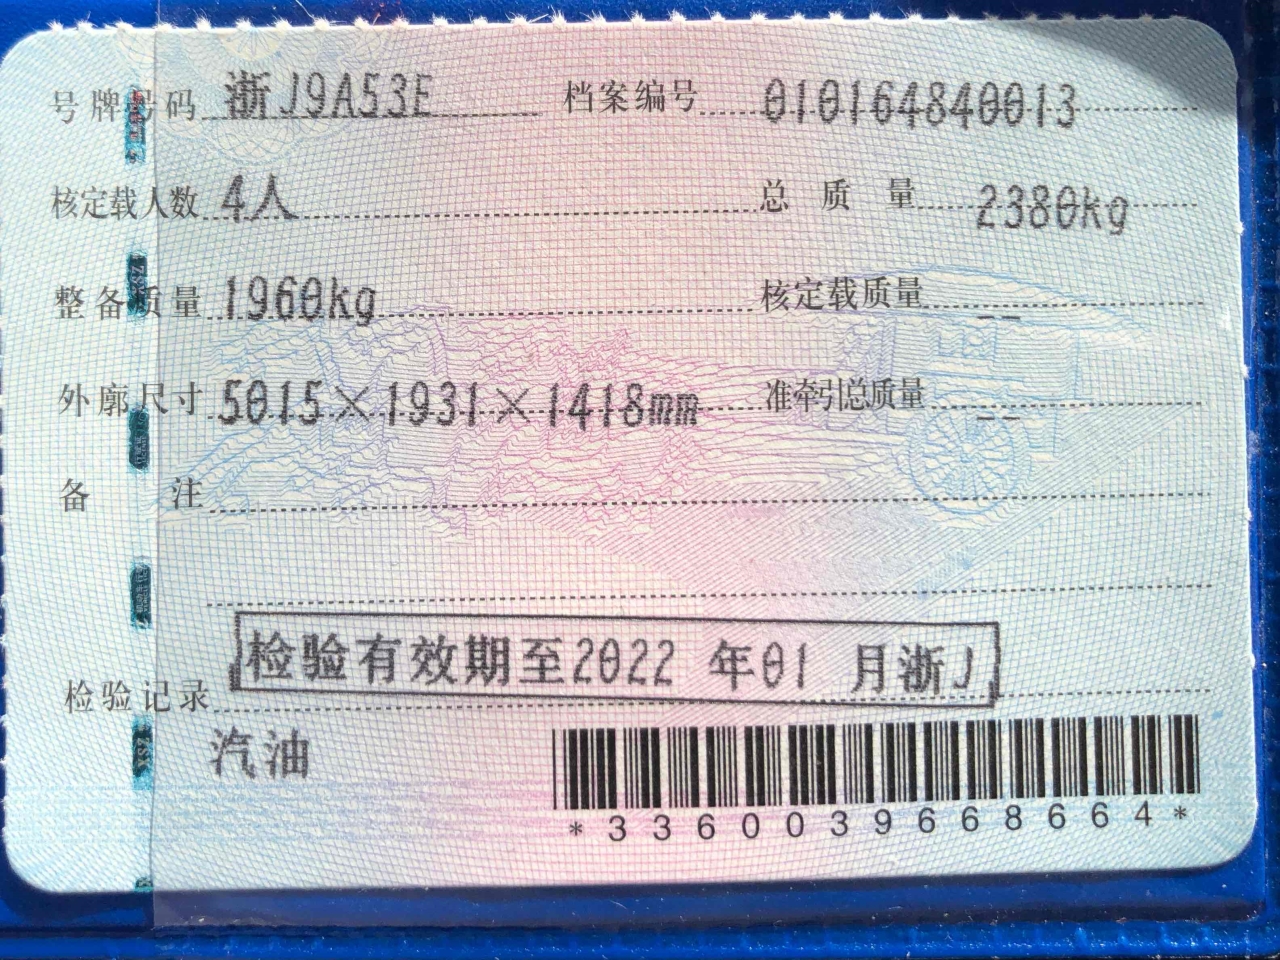 号牌号码 浙J9A53E 档案编号 010164840013
核定载人数 4人 总质量 2380kg
整备质量 1960kg 核定载质量 --
外廓尺寸 5015×1931×1418mm 准牵引总质量 --
备注
检验记录 检验有效期至2022 年01 月浙J
汽油
*3360039668664*